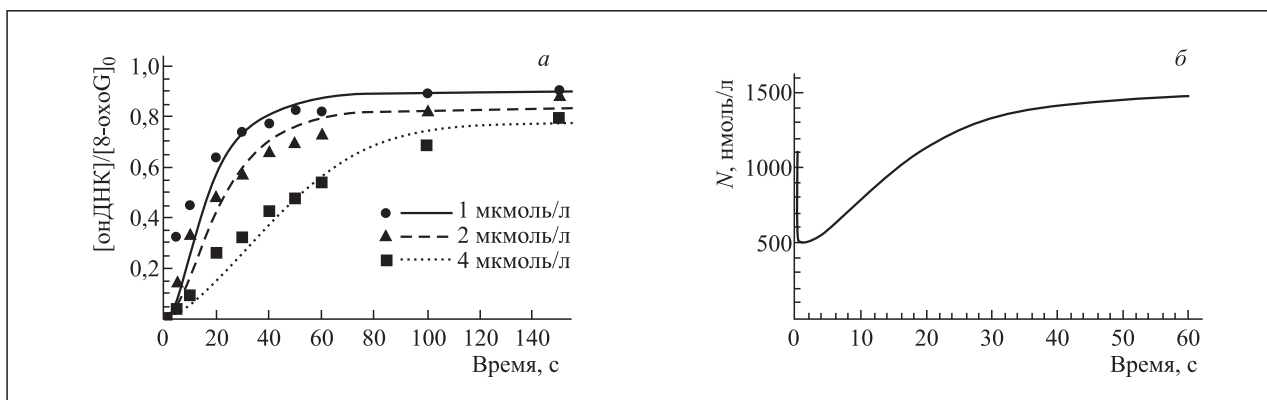 а
[онДНК]/[8-oxoG]0
1,0
0,8
0,6
0,4
0,2
1 мкмоль/л
2 мкмоль/л
4 мкмоль/л
0 20 40 60 80 100 120 140
Время, с
б
N, нмоль/л
1500
1000
500
0 10 20 30 40 50 60
Время, с